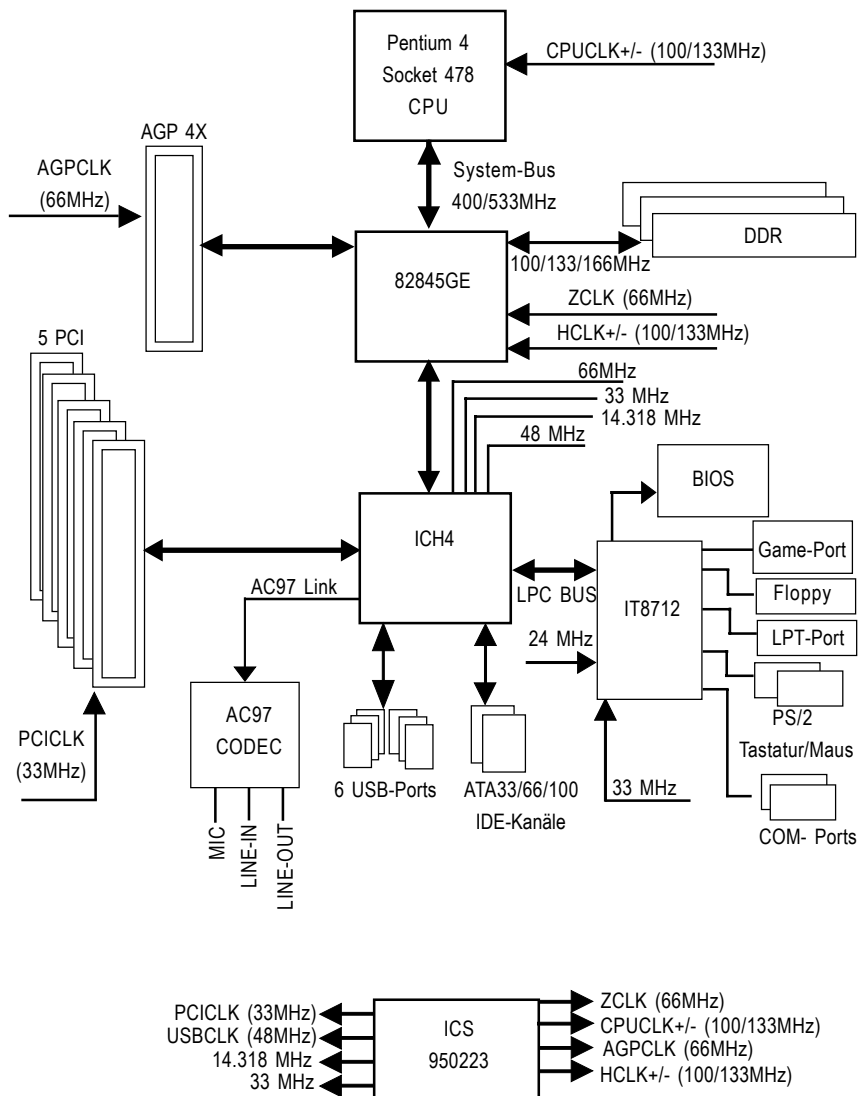 Pentium 4
Socket 478
CPU
CPUCLK+/- (100/133MHz)
AGP 4X
AGPCLK
(66MHz)
System-Bus
400/533MHz
DDR
82845GE
100/133/166MHz
ZCLK (66MHz)
HCLK+/- (100/133MHz)
5 PCI
66MHz
33 MHz
14.318 MHz
48 MHz
BIOS
ICH4
Game-Port
AC97 Link
LPC BUS
IT8712
Floppy
LPT-Port
24 MHz
PS/2
Tastatur/Maus
AC97
CODEC
PCICLK
(33MHz)
6 USB-Ports
ATA33/66/100
IDE-Kanäle
33 MHz
COM- Ports
MIC
LINE-IN
LINE-OUT
PCICLK (33MHz)
USBCLK (48MHz)
14.318 MHz
33 MHz
ICS
950223
ZCLK (66MHz)
CPUCLK+/- (100/133MHz)
AGPCLK (66MHz)
HCLK+/- (100/133MHz)